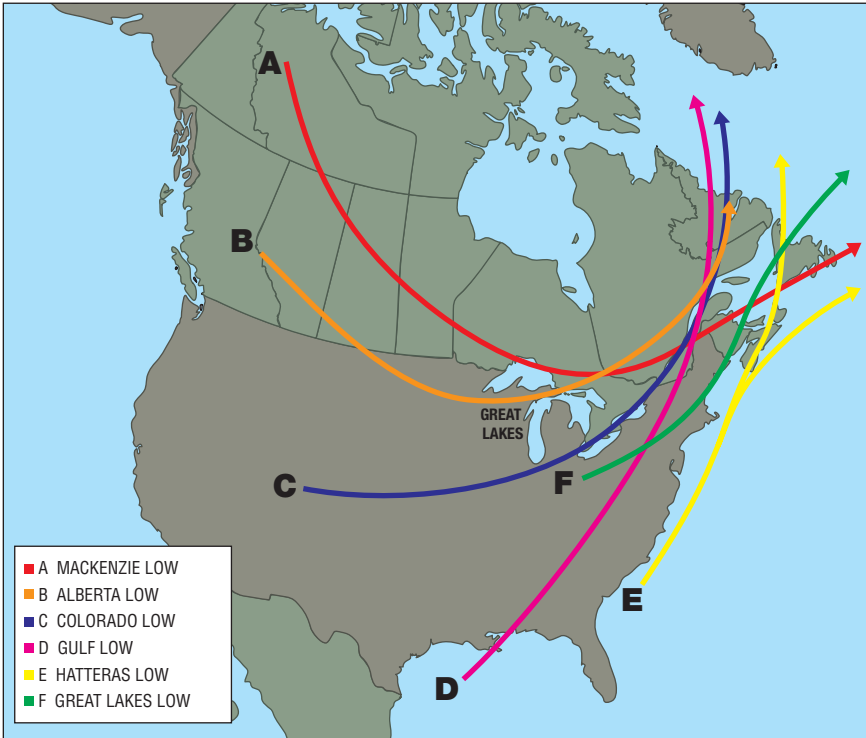 A
B
GREAT
LAKES
C
F
E
D
A MACKENZIE LOW
B ALBERTA LOW
C COLORADO LOW
D GULF LOW
E HATTERAS LOW
F GREAT LAKES LOW